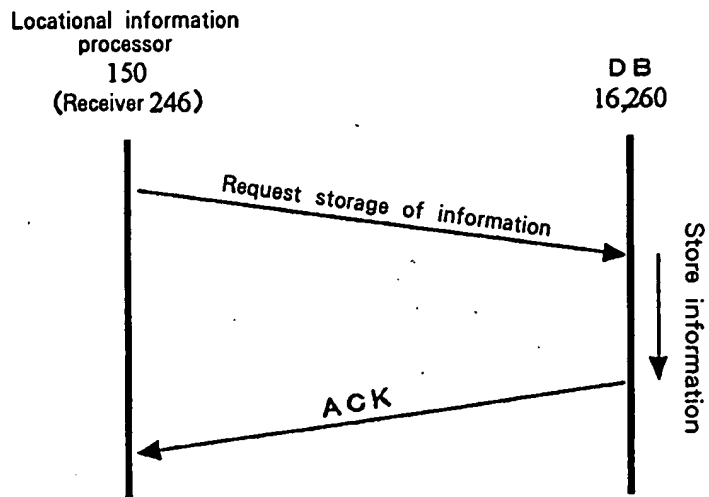 Locational information
processor
150
(Receiver 246)
DB
16,260
Request storage of information
Store information
ACK